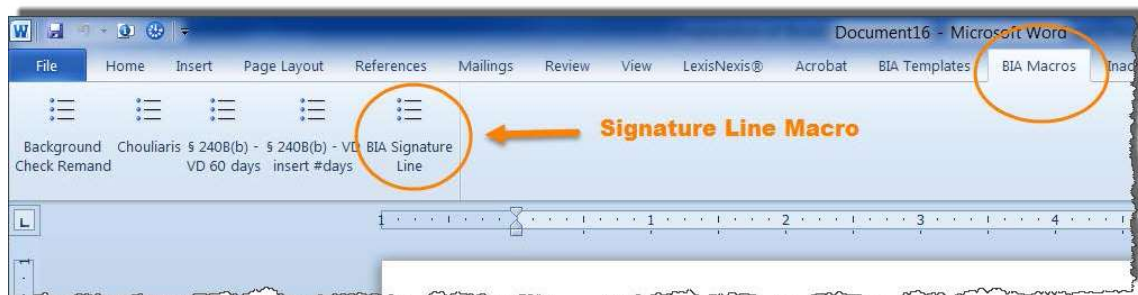 Document16 - Microsoft Word
File Home Insert Page Layout References Mailings Review View LexisNexis® Acrobat BIA Templates BIA Macros Inac
Signature Line Macro
Background Check Remand
Chouliaris
§ 240B(b) - VD 60 days
§ 240B(b) - VD insert #days
BIA Signature Line
L
1 1 2 3 4
1